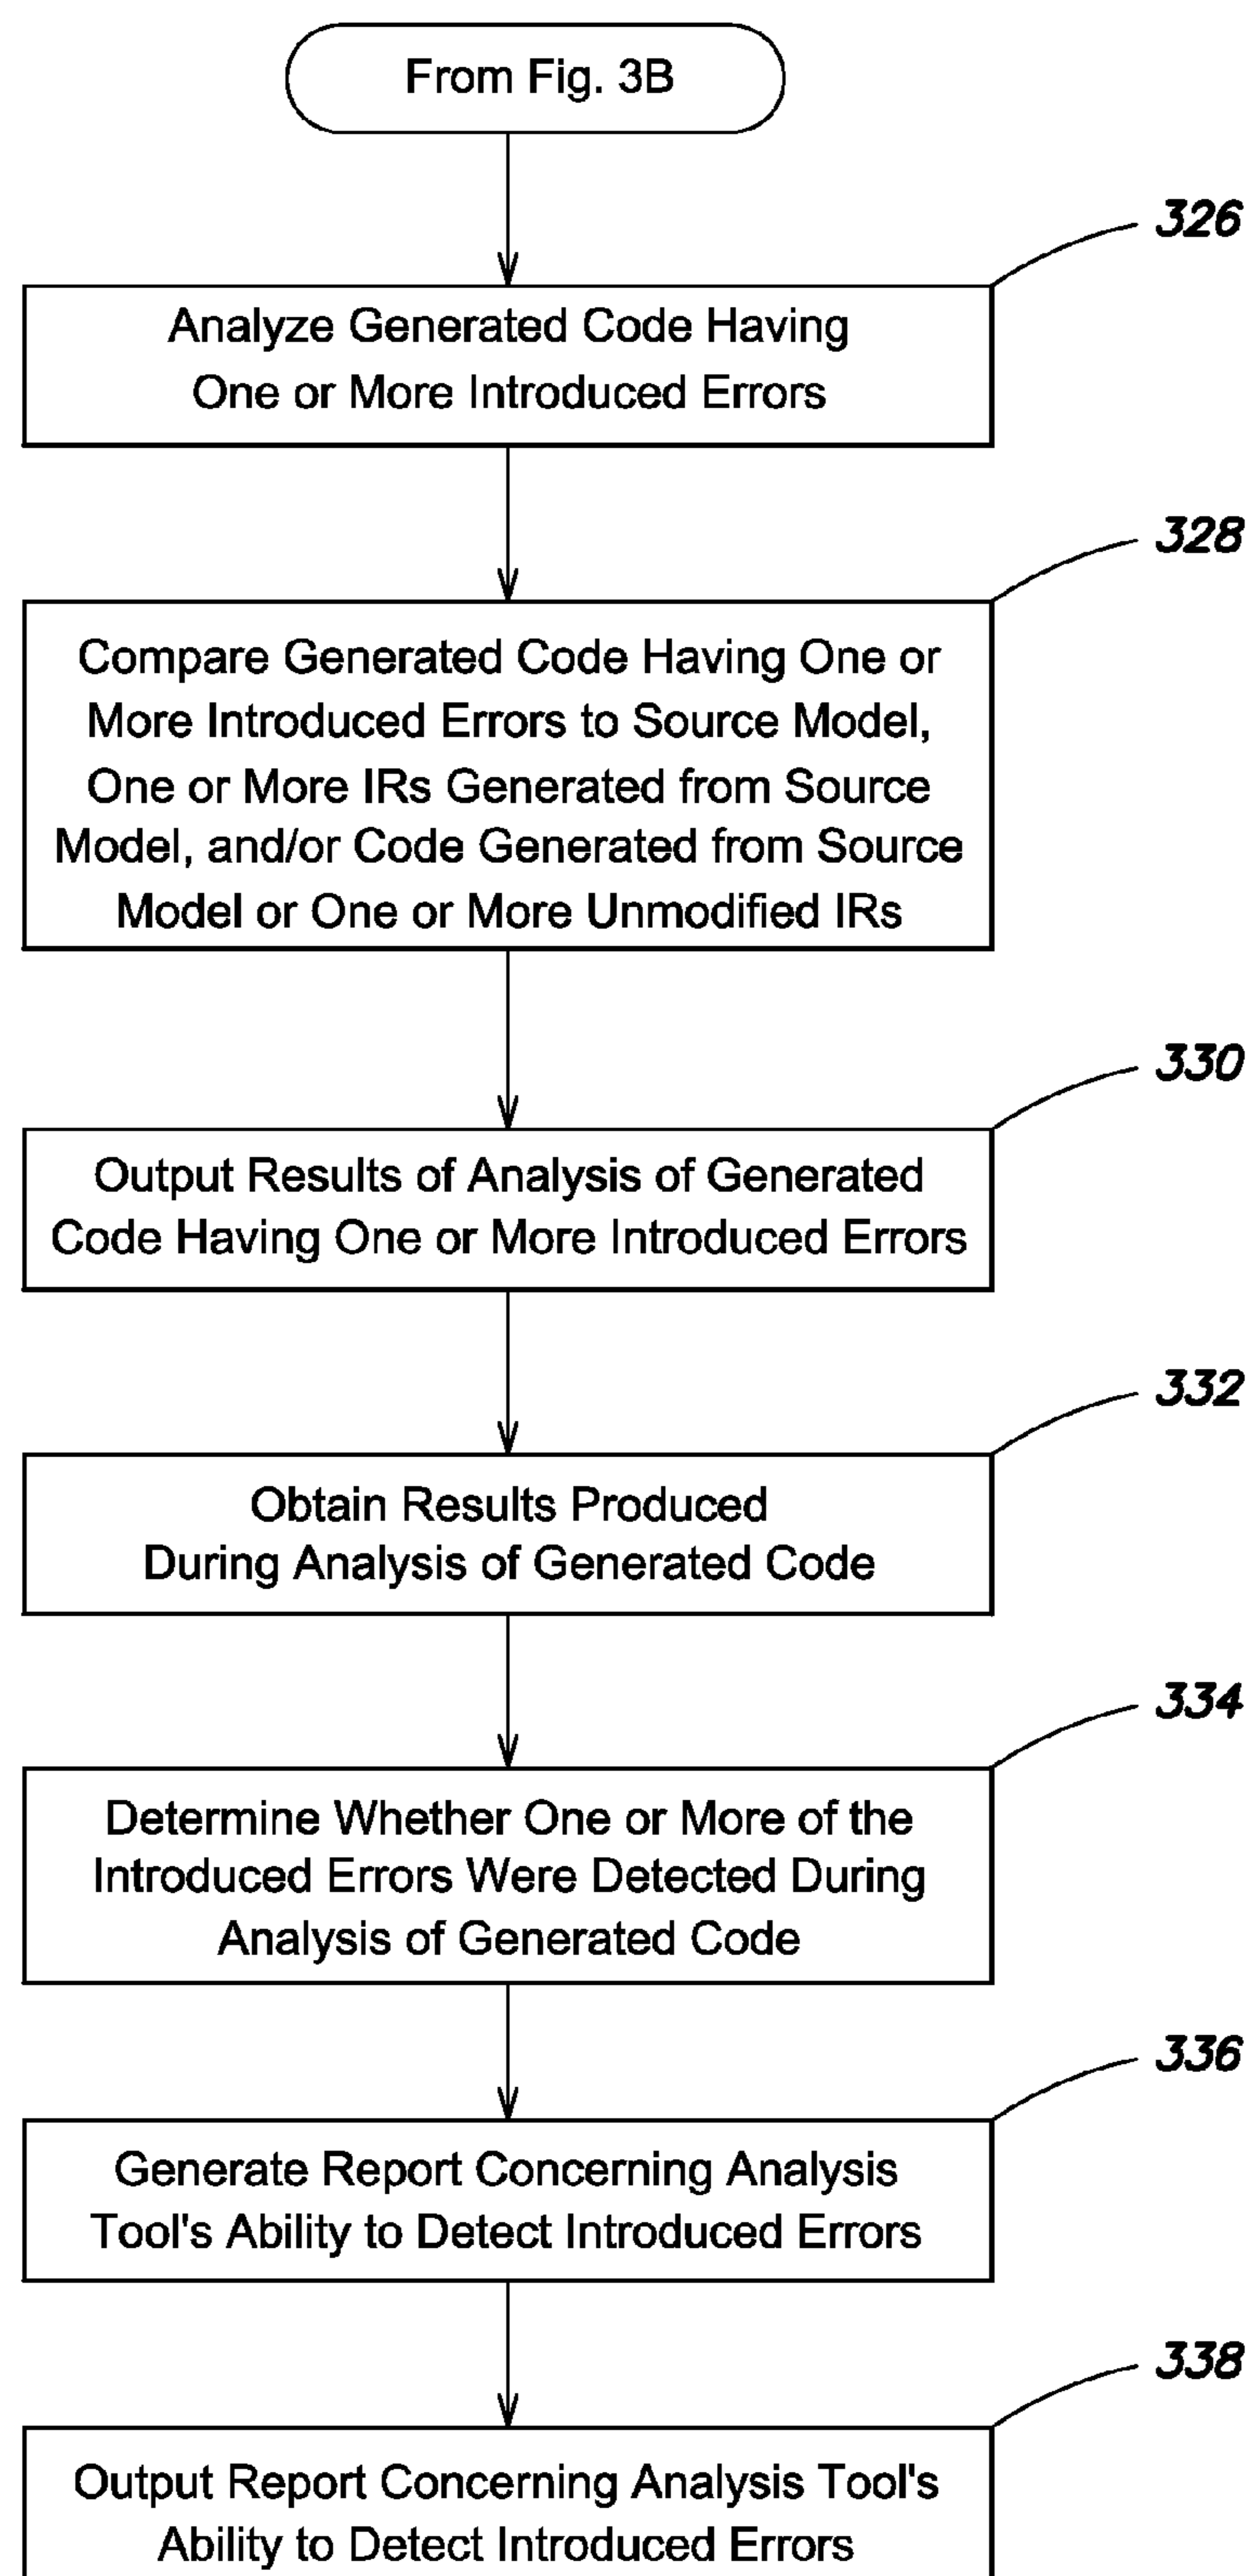 From Fig. 3B
326
Analyze Generated Code Having
One or More Introduced Errors
328
Compare Generated Code Having One or
More Introduced Errors to Source Model,
One or More IRs Generated from Source
Model, and/or Code Generated from Source
Model or One or More Unmodified IRs
330
Output Results of Analysis of Generated
Code Having One or More Introduced Errors
332
Obtain Results Produced
During Analysis of Generated Code
334
Determine Whether One or More of the
Introduced Errors Were Detected During
Analysis of Generated Code
336
Generate Report Concerning Analysis
Tool's Ability to Detect Introduced Errors
338
Output Report Concerning Analysis Tool's
Ability to Detect Introduced Errors